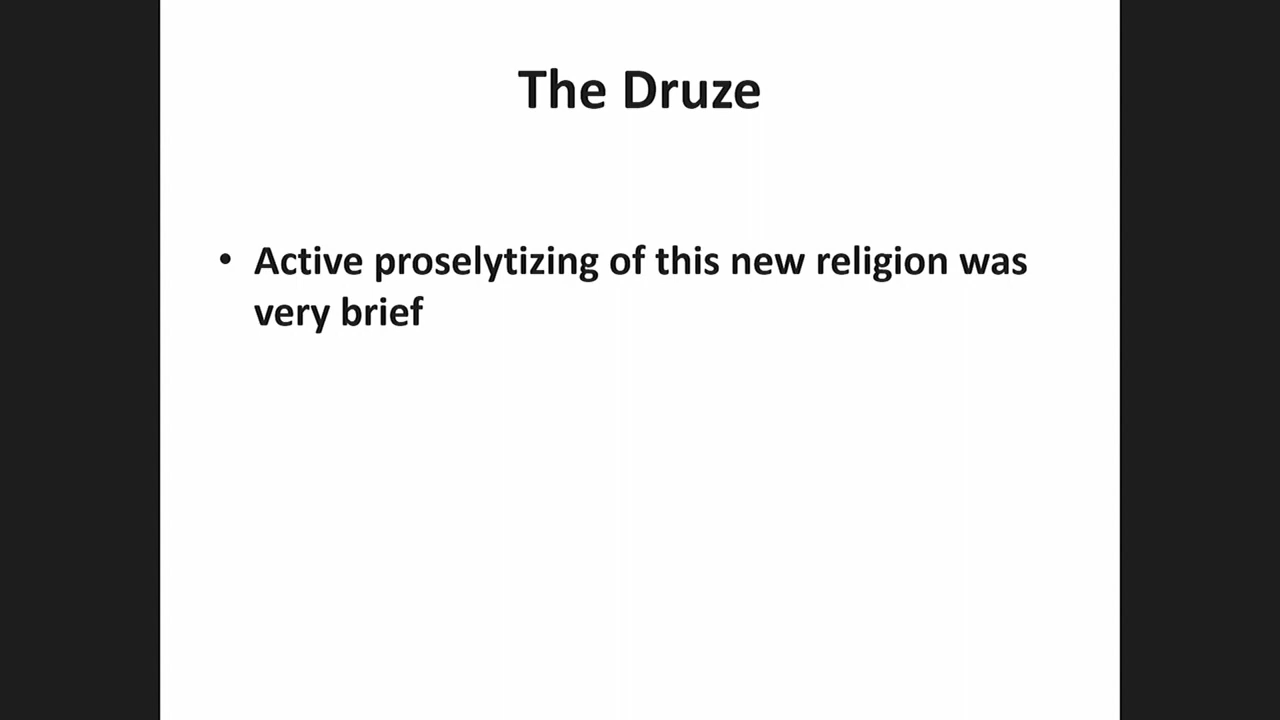 The Druze
• Active proselytizing of this new religion was
very brief